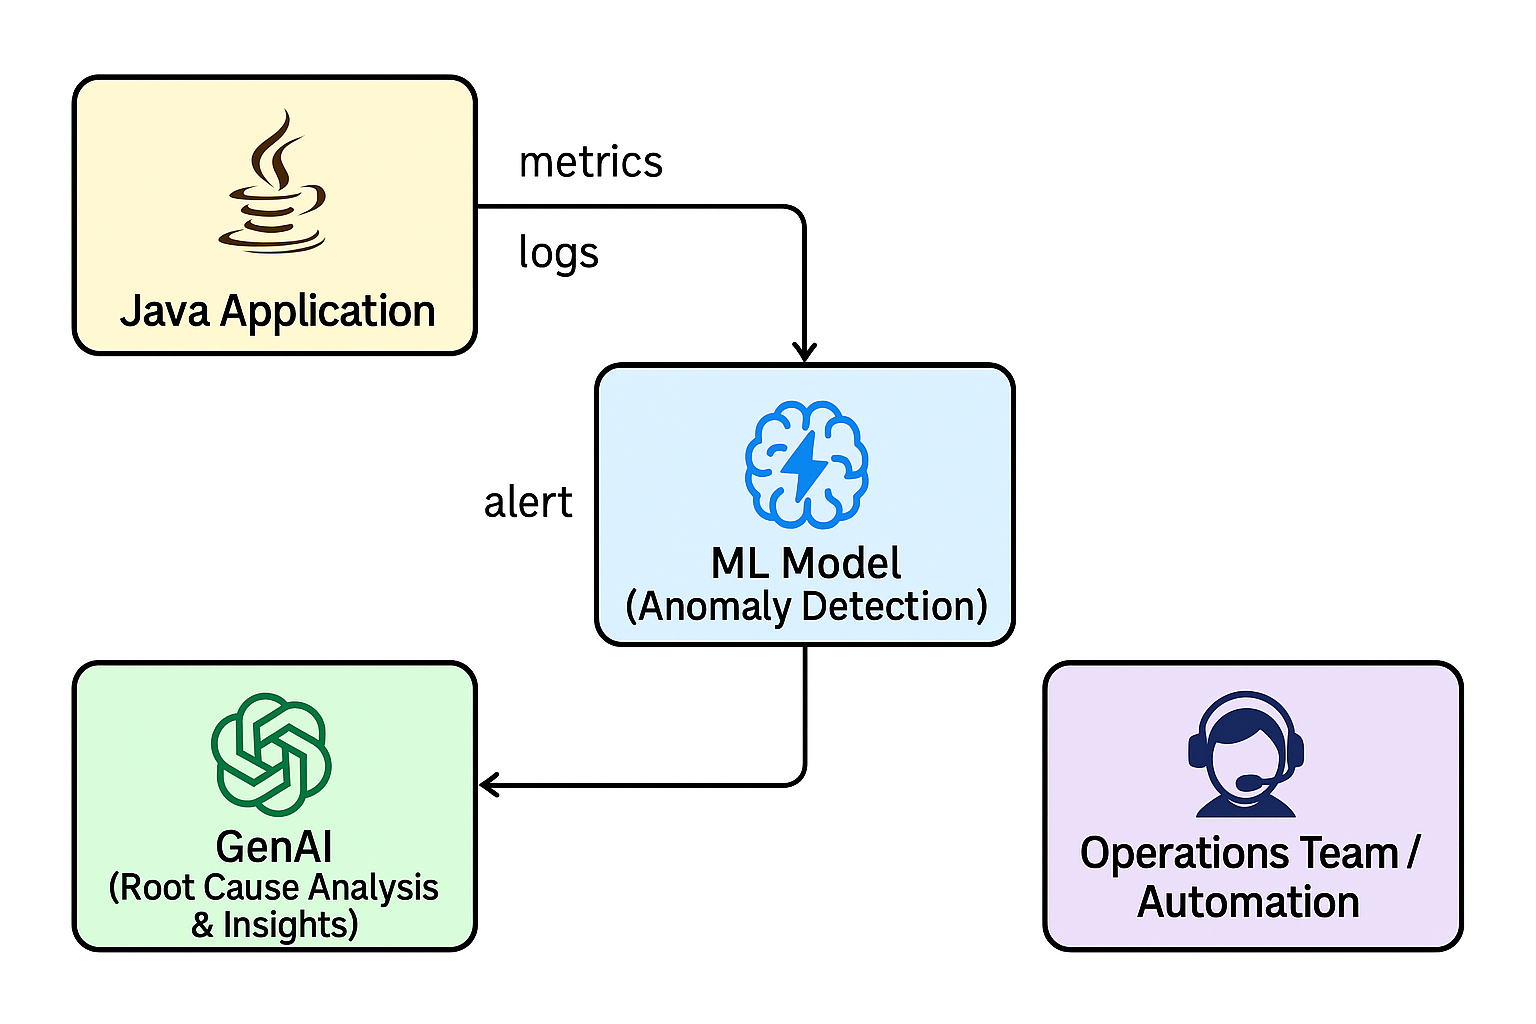 Java Application
metrics
logs
alert
ML Model
(Anomaly Detection)
GenAI
(Root Cause Analysis
& Insights)
Operations Team /
Automation